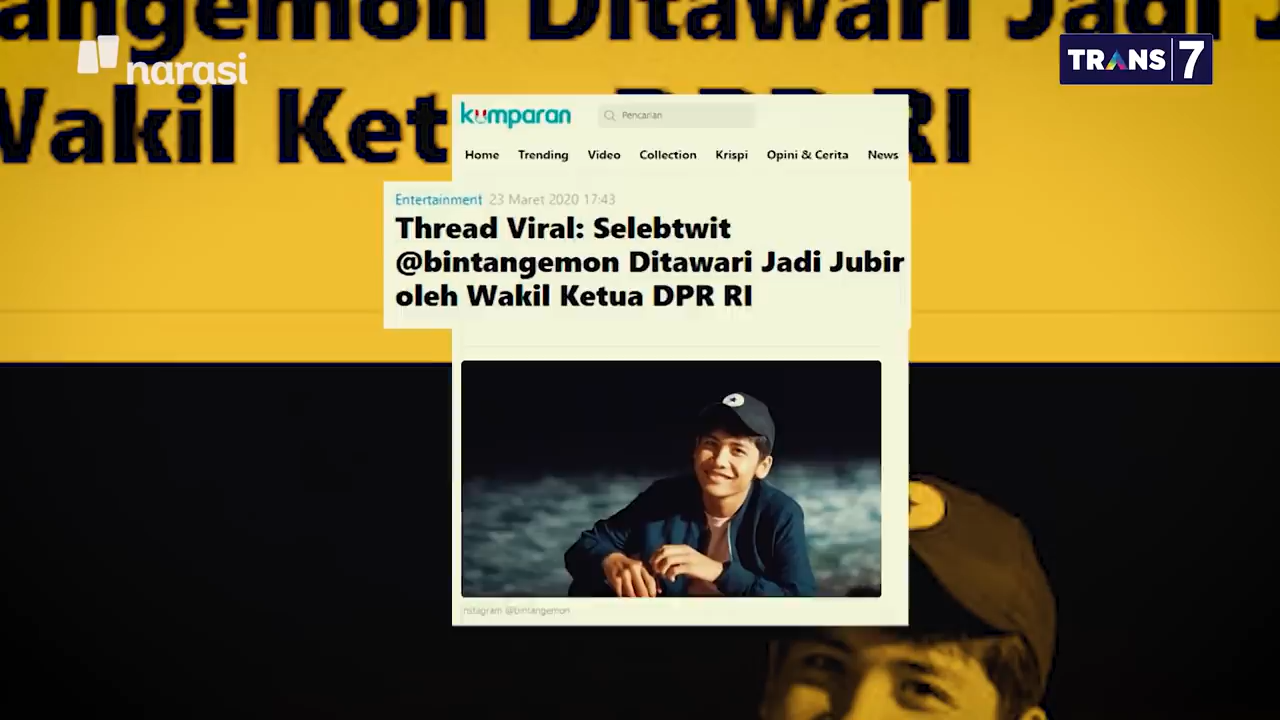 angemon Ditawari Jadi J
narasi
TRANS 7
Wakil Ket
DPR RI
kumparan
Pencarian
Home Trending Video Collection Krispi Opini & Cerita News
Entertainment 23 Maret 2020 17:43
Thread Viral: Selebtwit
@bintangemon Ditawari Jadi Jubir
oleh Wakil Ketua DPR RI
nstagram @bintangemon